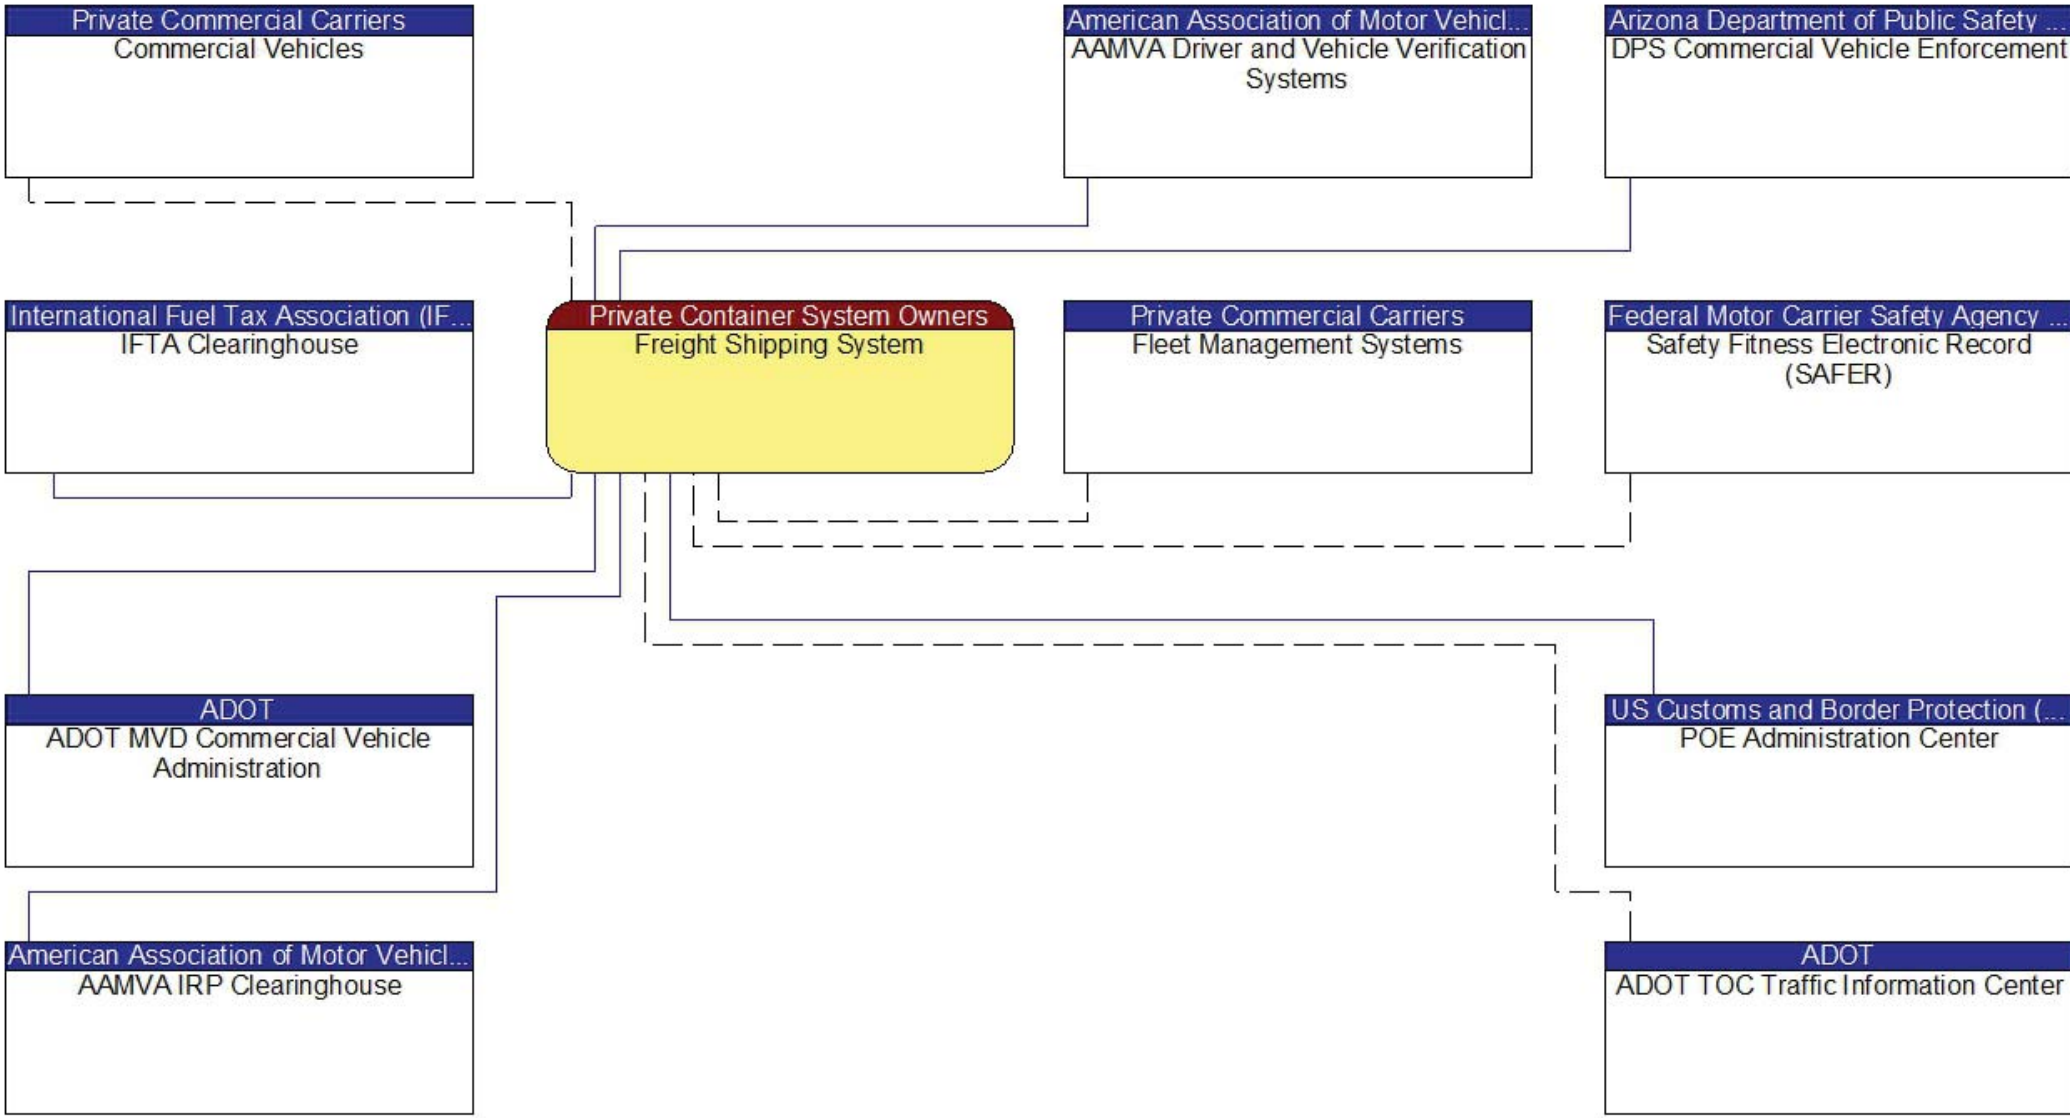 Private Commercial Carriers
Commercial Vehicles
American Association of Motor Vehicl...
AAMVA Driver and Vehicle Verification
Systems
Arizona Department of Public Safety ...
DPS Commercial Vehicle Enforcement
International Fuel Tax Association (IF...
IFTA Clearinghouse
Private Container System Owners
Freight Shipping System
Private Commercial Carriers
Fleet Management Systems
Federal Motor Carrier Safety Agency ...
Safety Fitness Electronic Record
(SAFER)
ADOT
ADOT MVD Commercial Vehicle
Administration
US Customs and Border Protection (...
POE Administration Center
American Association of Motor Vehicl...
AAMVA IRP Clearinghouse
ADOT
ADOT TOC Traffic Information Center